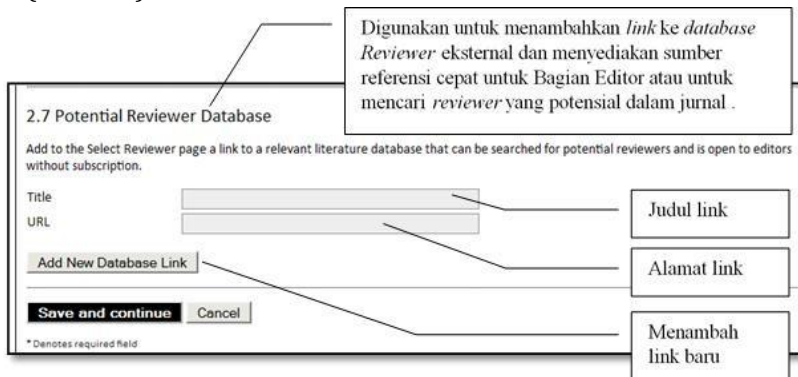 Digunakan untuk menambahkan link ke database
Reviewer eksternal dan menyediakan sumber
referensi cepat untuk Bagian Editor atau untuk
mencari reviewer yang potensial dalam jurnal .
2.7 Potential Reviewer Database
Add to the Select Reviewer page a link to a relevant literature database that can be searched for potential reviewers and is open to editors
without subscription.
Title
URL
Judul link
Alamat link
Add New Database Link
Save and continue Cancel
* Denotes required field
Menambah
link baru